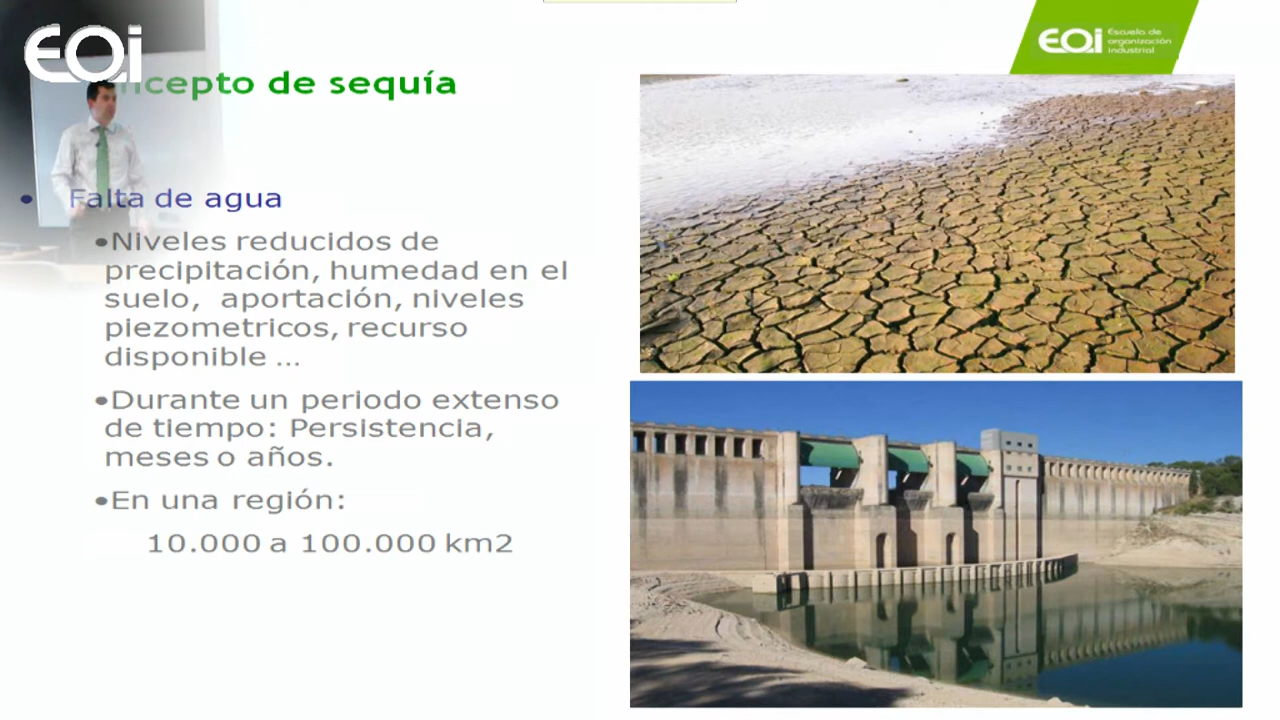 EOi
EOi Escuela de
organización
industrial
ncepto de sequía
• Falta de agua
•Niveles reducidos de
precipitación, humedad en el
suelo, aportación, niveles
piezometricos, recurso
disponible ...
•Durante un periodo extenso
de tiempo: Persistencia,
meses o años.
•En una región:
10.000 a 100.000 km2